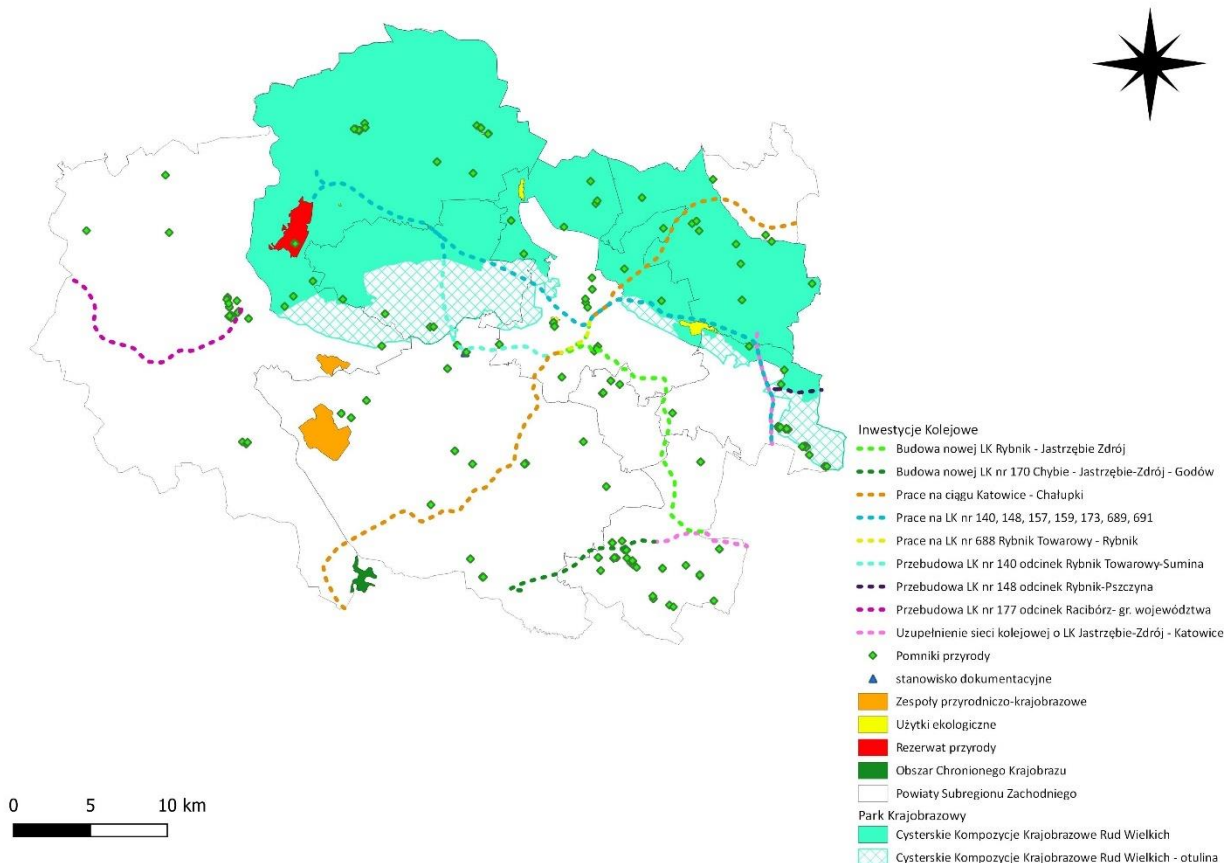 Inwestycje Kolejowe
Budowa nowej LK Rybnik - Jastrzębie Zdrój
Budowa nowej LK nr 170 Chybie - Jastrzębie-Zdrój - Godów
Prace na ciągu Katowice - Chałupki
Prace na LK nr 140, 148, 157, 159, 173, 689, 691
Prace na LK nr 688 Rybnik Towarowy - Rybnik
Przebudowa LK nr 140 odcinek Rybnik Towarowy-Sumina
Przebudowa LK nr 148 odcinek Rybnik-Pszczyna
Przebudowa LK nr 177 odcinek Racibórz- gr. województwa
Uzupełnienie sieci kolejowej o LK Jastrzębie-Zdrój - Katowice
Pomniki przyrody
stanowisko dokumentacyjne
Zespoły przyrodniczo-krajobrazowe
Użytki ekologiczne
Rezerwat przyrody
Obszar Chronionego Krajobrazu
Powiaty Subregionu Zachodniego
Park Krajobrazowy
Cysterskie Kompozycje Krajobrazowe Rud Wielkich
Cysterskie Kompozycje Krajobrazowe Rud Wielkich - otulina
0 5 10 km